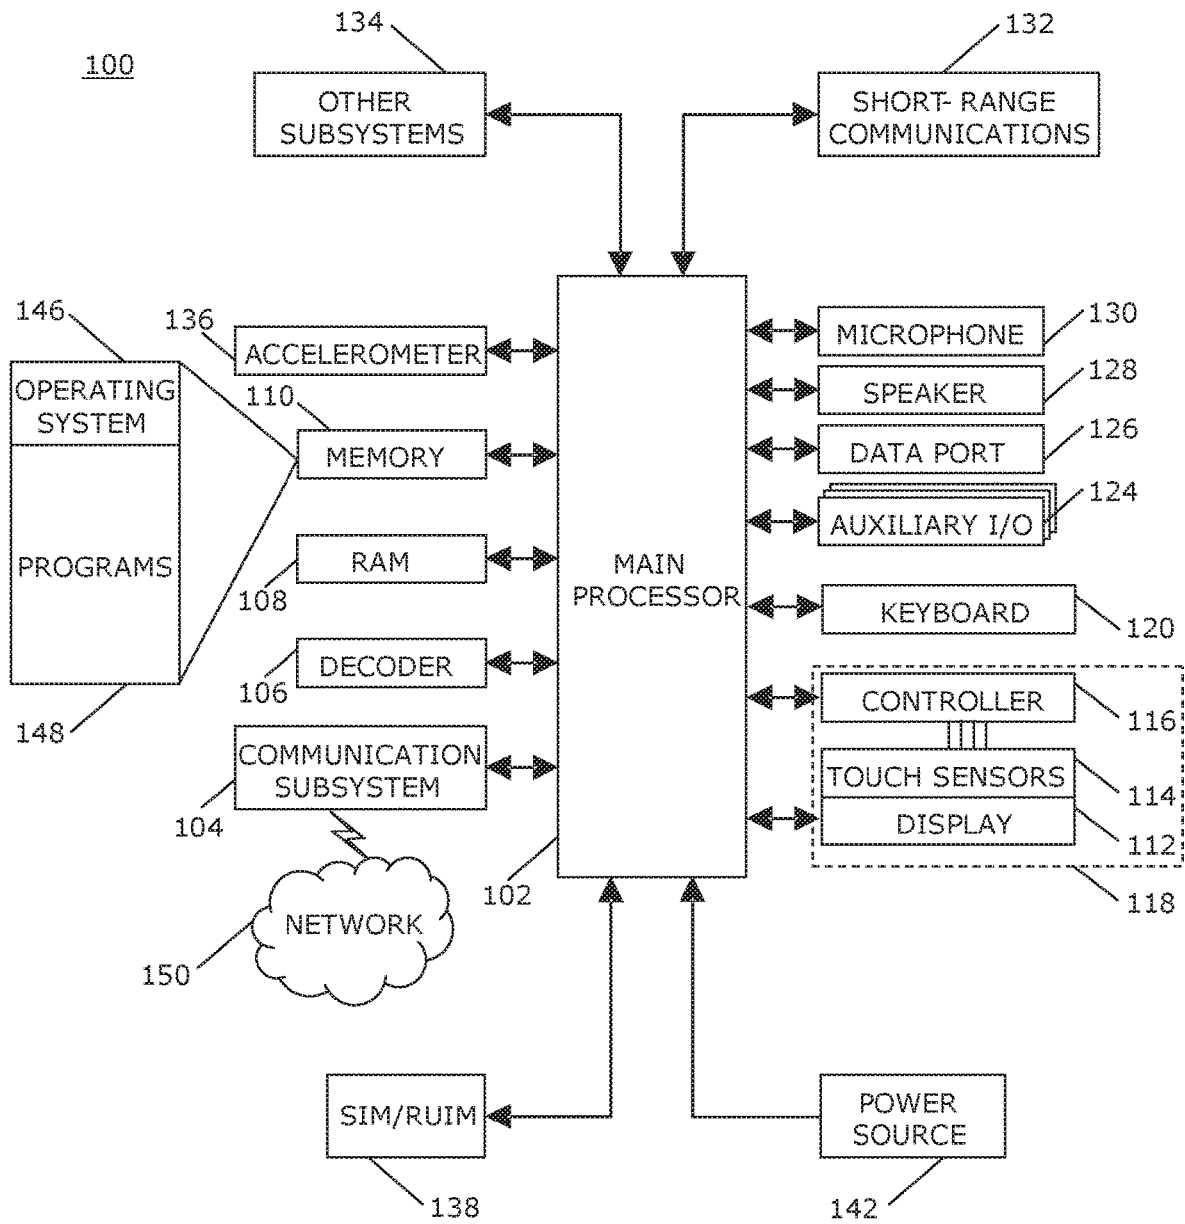 134
132
100
OTHER
SUBSYSTEMS
SHORT- RANGE
COMMUNICATIONS
146
136
ACCELEROMETER
MICROPHONE
130
OPERATING
SYSTEM
110
SPEAKER
128
MEMORY
DATA PORT
126
AUXILIARY I/O
124
PROGRAMS
RAM
108
MAIN
PROCESSOR
KEYBOARD
120
DECODER
106
CONTROLLER
116
148
COMMUNICATION
SUBSYSTEM
104
TOUCH SENSORS
114
DISPLAY
112
102
118
NETWORK
150
SIM/RUIM
POWER
SOURCE
138
142